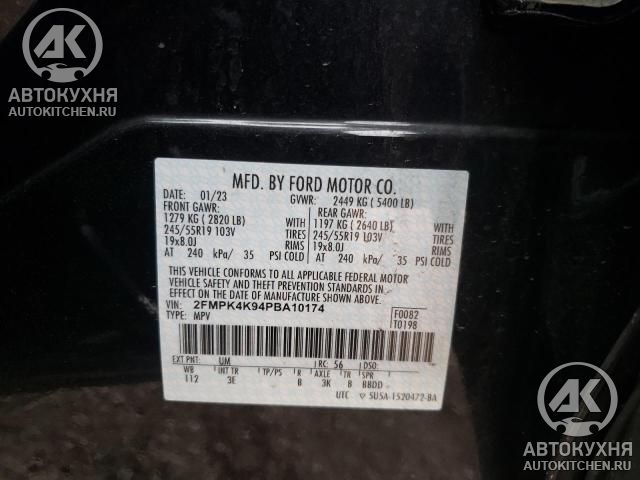 АК
АВТОКУХНЯ
AUTOKITCHEN.RU
MFD. BY FORD MOTOR CO.
DATE: 01/23 GVWR: 2449 KG ( 5400 LB)
FRONT GAWR: REAR GAWR:
1279 KG ( 2820 LB) WITH 1197 KG ( 2640 LB) WITH
245/55R19 103V TIRES 245/55R19 103V TIRES
19x8.0J RIMS 19x8.0J RIMS
AT 240 kPa/ 35 PSI COLD AT 240 kPa/ 35 PSI COLD
THIS VEHICLE CONFORMS TO ALL APPLICABLE FEDERAL MOTOR
VEHICLE SAFETY AND THEFT PREVENTION STANDARDS IN
EFFECT ON THE DATE OF MANUFACTURE SHOWN ABOVE.
VIN: 2FMPK4K94PBA10174 F0082
TYPE: MPV T0198
EXT PNT: UM RC: 56 DSO:
WB INT TR TP/PS R AXLE TR SPR
112 3E B 3K B BBDD
UTC ▽ 5U5A-1520472-BA
АК
АВТОКУХНЯ
AUTOKITCHEN.RU